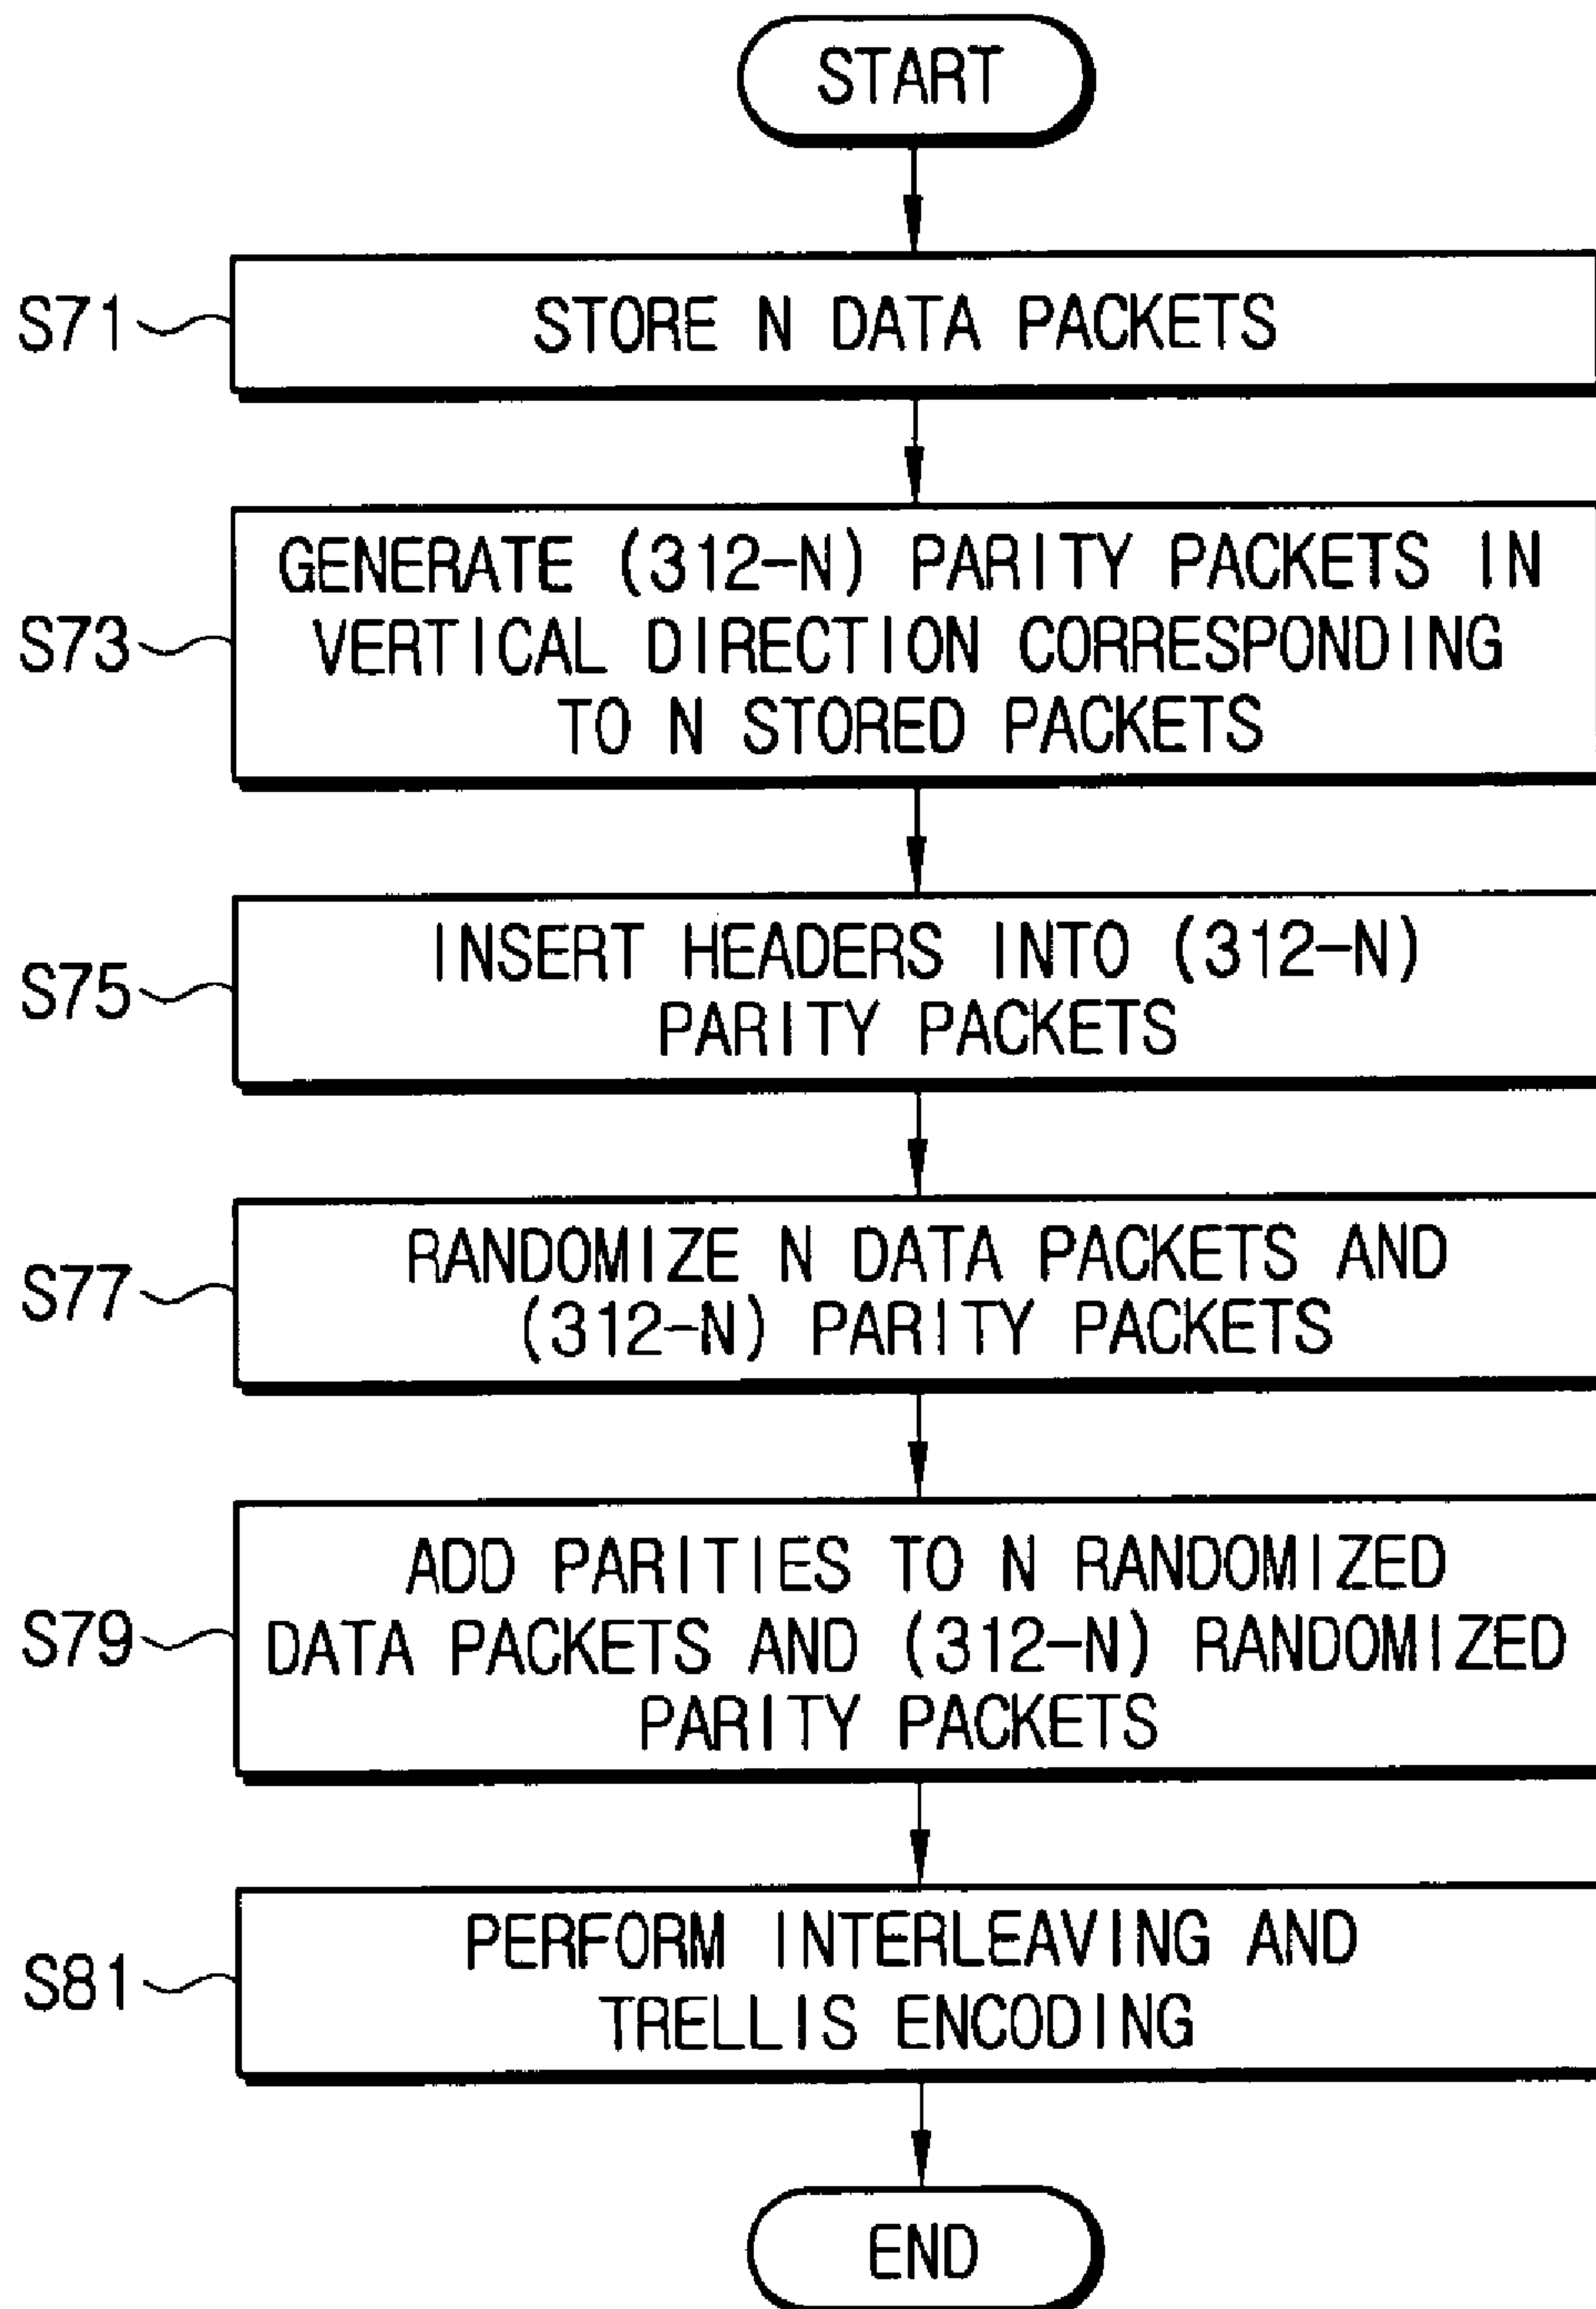 START
S71
STORE N DATA PACKETS
S73
GENERATE (312-N) PARITY PACKETS IN
VERTICAL DIRECTION CORRESPONDING
TO N STORED PACKETS
S75
INSERT HEADERS INTO (312-N)
PARITY PACKETS
S77
RANDOMIZE N DATA PACKETS AND
(312-N) PARITY PACKETS
S79
ADD PARITIES TO N RANDOMIZED
DATA PACKETS AND (312-N) RANDOMIZED
PARITY PACKETS
S81
PERFORM INTERLEAVING AND
TRELLIS ENCODING
END